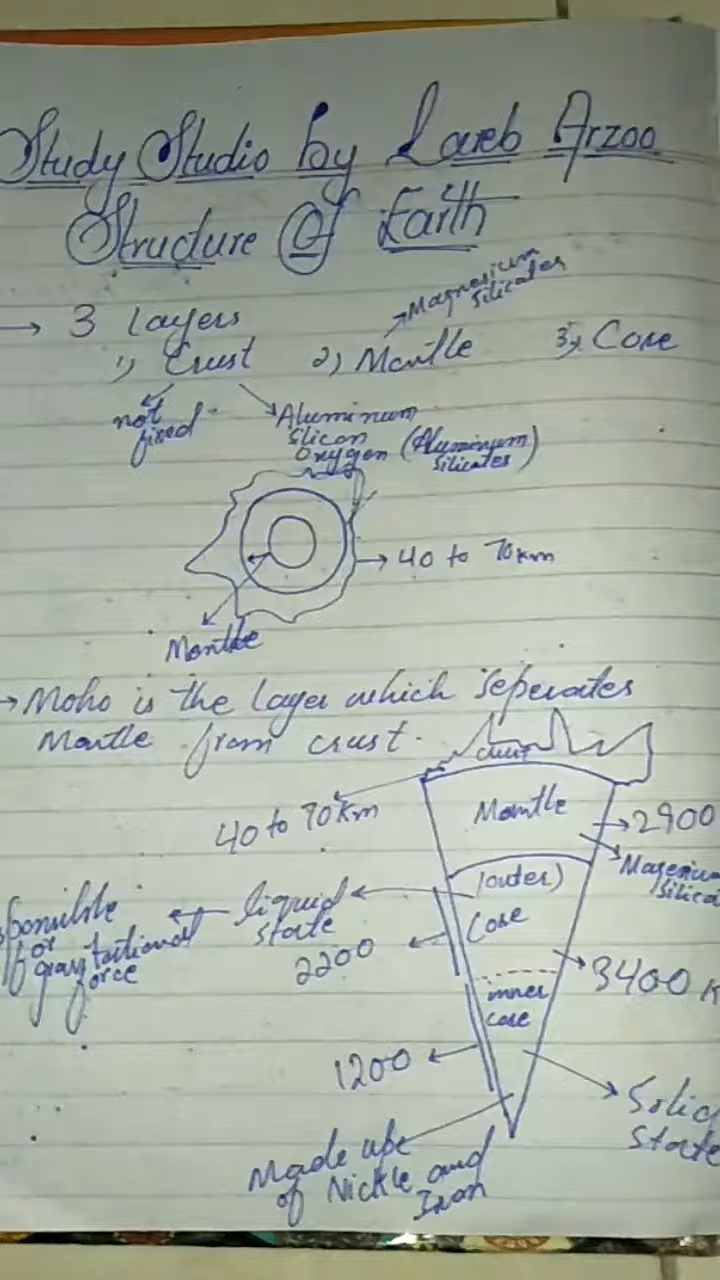 Study Studio by Lareb Arzoo
Structure Of Earth
→ 3 layers
1) Crust 2) Mantle 3) Core
Magnesium
Silicates
not
fixed
Aluminum
Silicon
Oxygen (Aluminum)
Silicates
→ 40 to 70km
Mantle
→ Moho is the layer which seperates
Mantle from crust.
crust
40 to 70km
Mantle
→ 2900
Magnesium
Silica
(outer)
Core
liquid
state
sponsible
for
gravitational
force
2200
→ 3400 K
inner
core
1200
Solid
State
Made up
of Nickle and
Iron